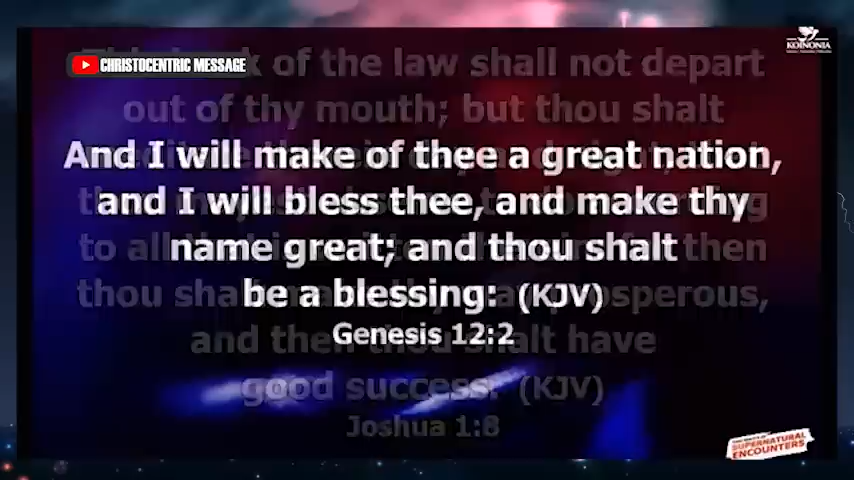 KOINONIA
CHRISTOCENTRIC MESSAGE
of the law shall not depart
out of thy mouth; but thou shalt
And I will make of thee a great nation,
and I will bless thee, and make thy
name great; and thou shalt
then
be a blessing: (KJV)
thou
prosperous,
Genesis 12:2
and then thou shalt have
good success. (KJV)
Joshua 1:8
SUPERNATURAL
ENCOUNTERS